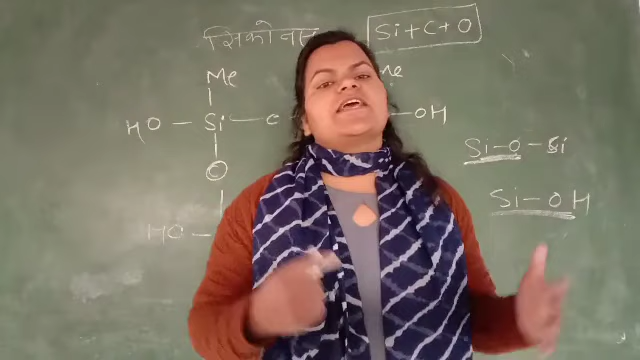 सिकोनस Si+C+O
Me Me
HO – Si – O – OH
Si – O – Si
O
Si – OH
HO –